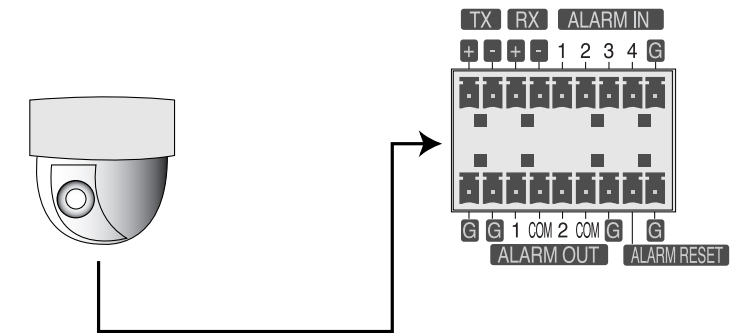 TX RX ALARM IN
+ - + - 1 2 3 4 G
G G 1 COM 2 COM G G
ALARM OUT ALARM RESET